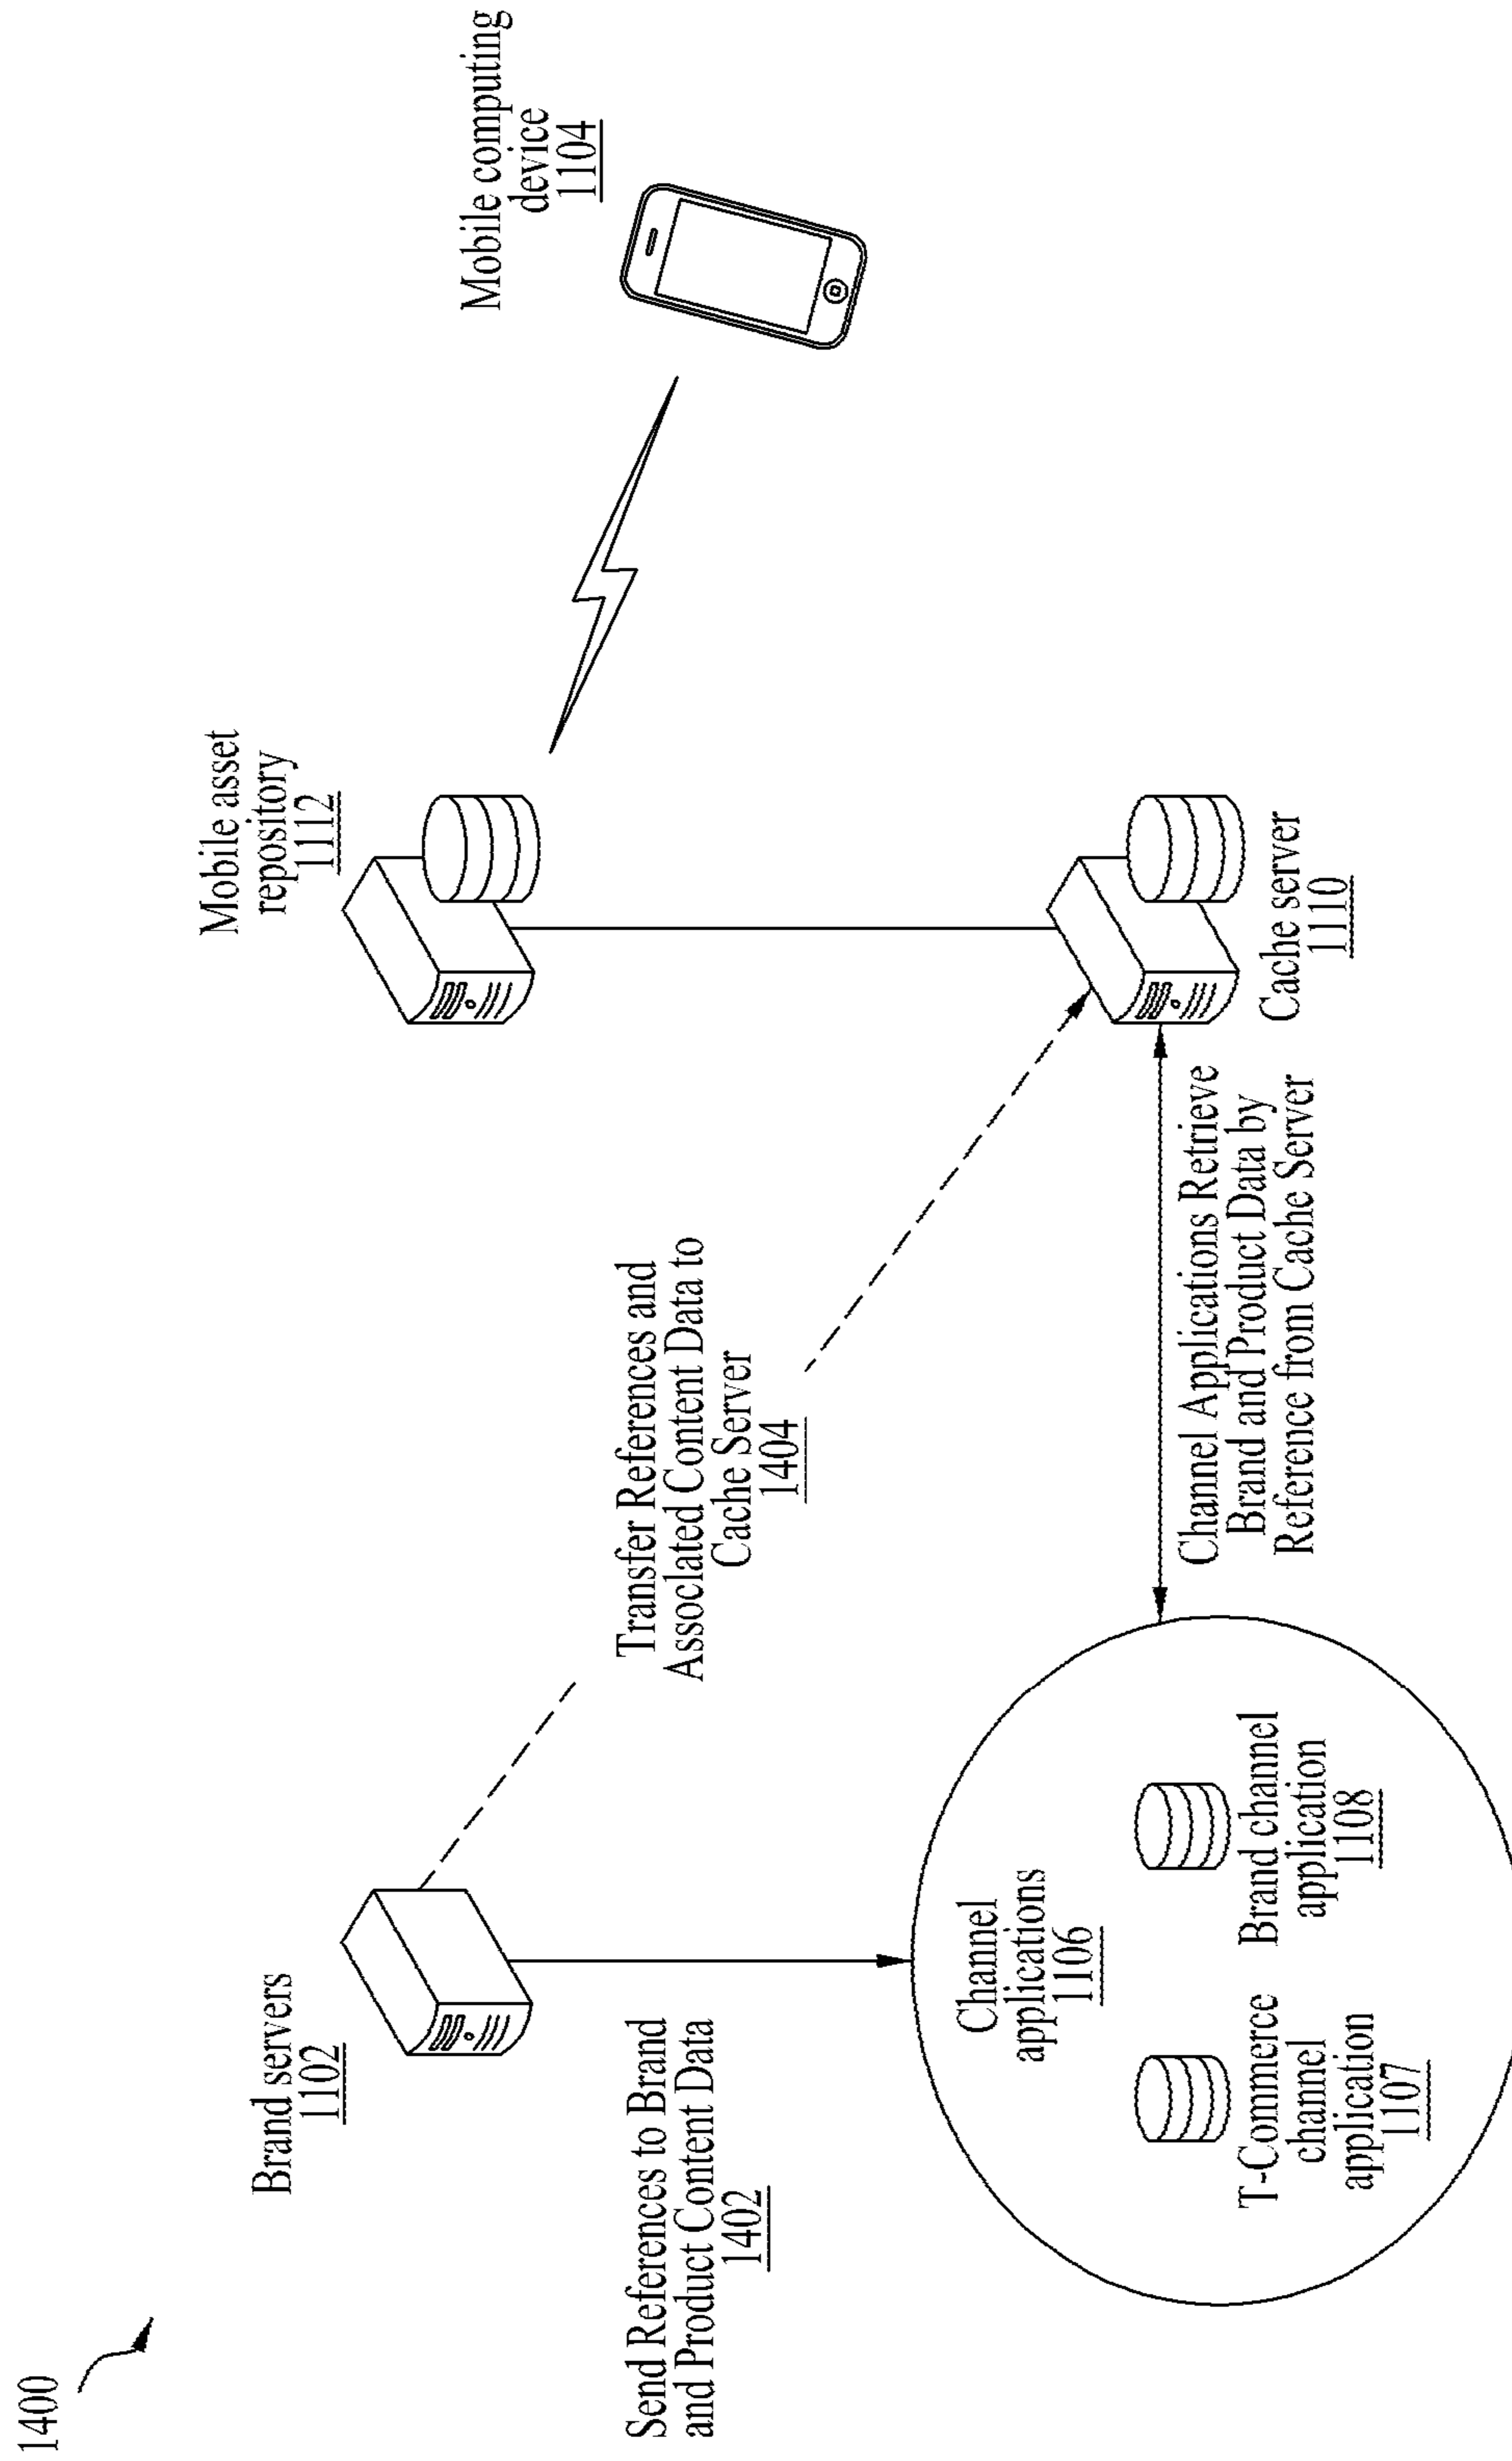 1400
Brand servers
1102
Mobile asset
repository
1112
Mobile computing
device
1104
Send References to Brand
and Product Content Data
1402
Transfer References and
Associated Content Data to
Cache Server
1404
Channel
applications
1106
T-Commerce
channel
application
1107
Brand channel
application
1108
Channel Applications Retrieve
Brand and Product Data by
Reference from Cache Server
Cache server
1110